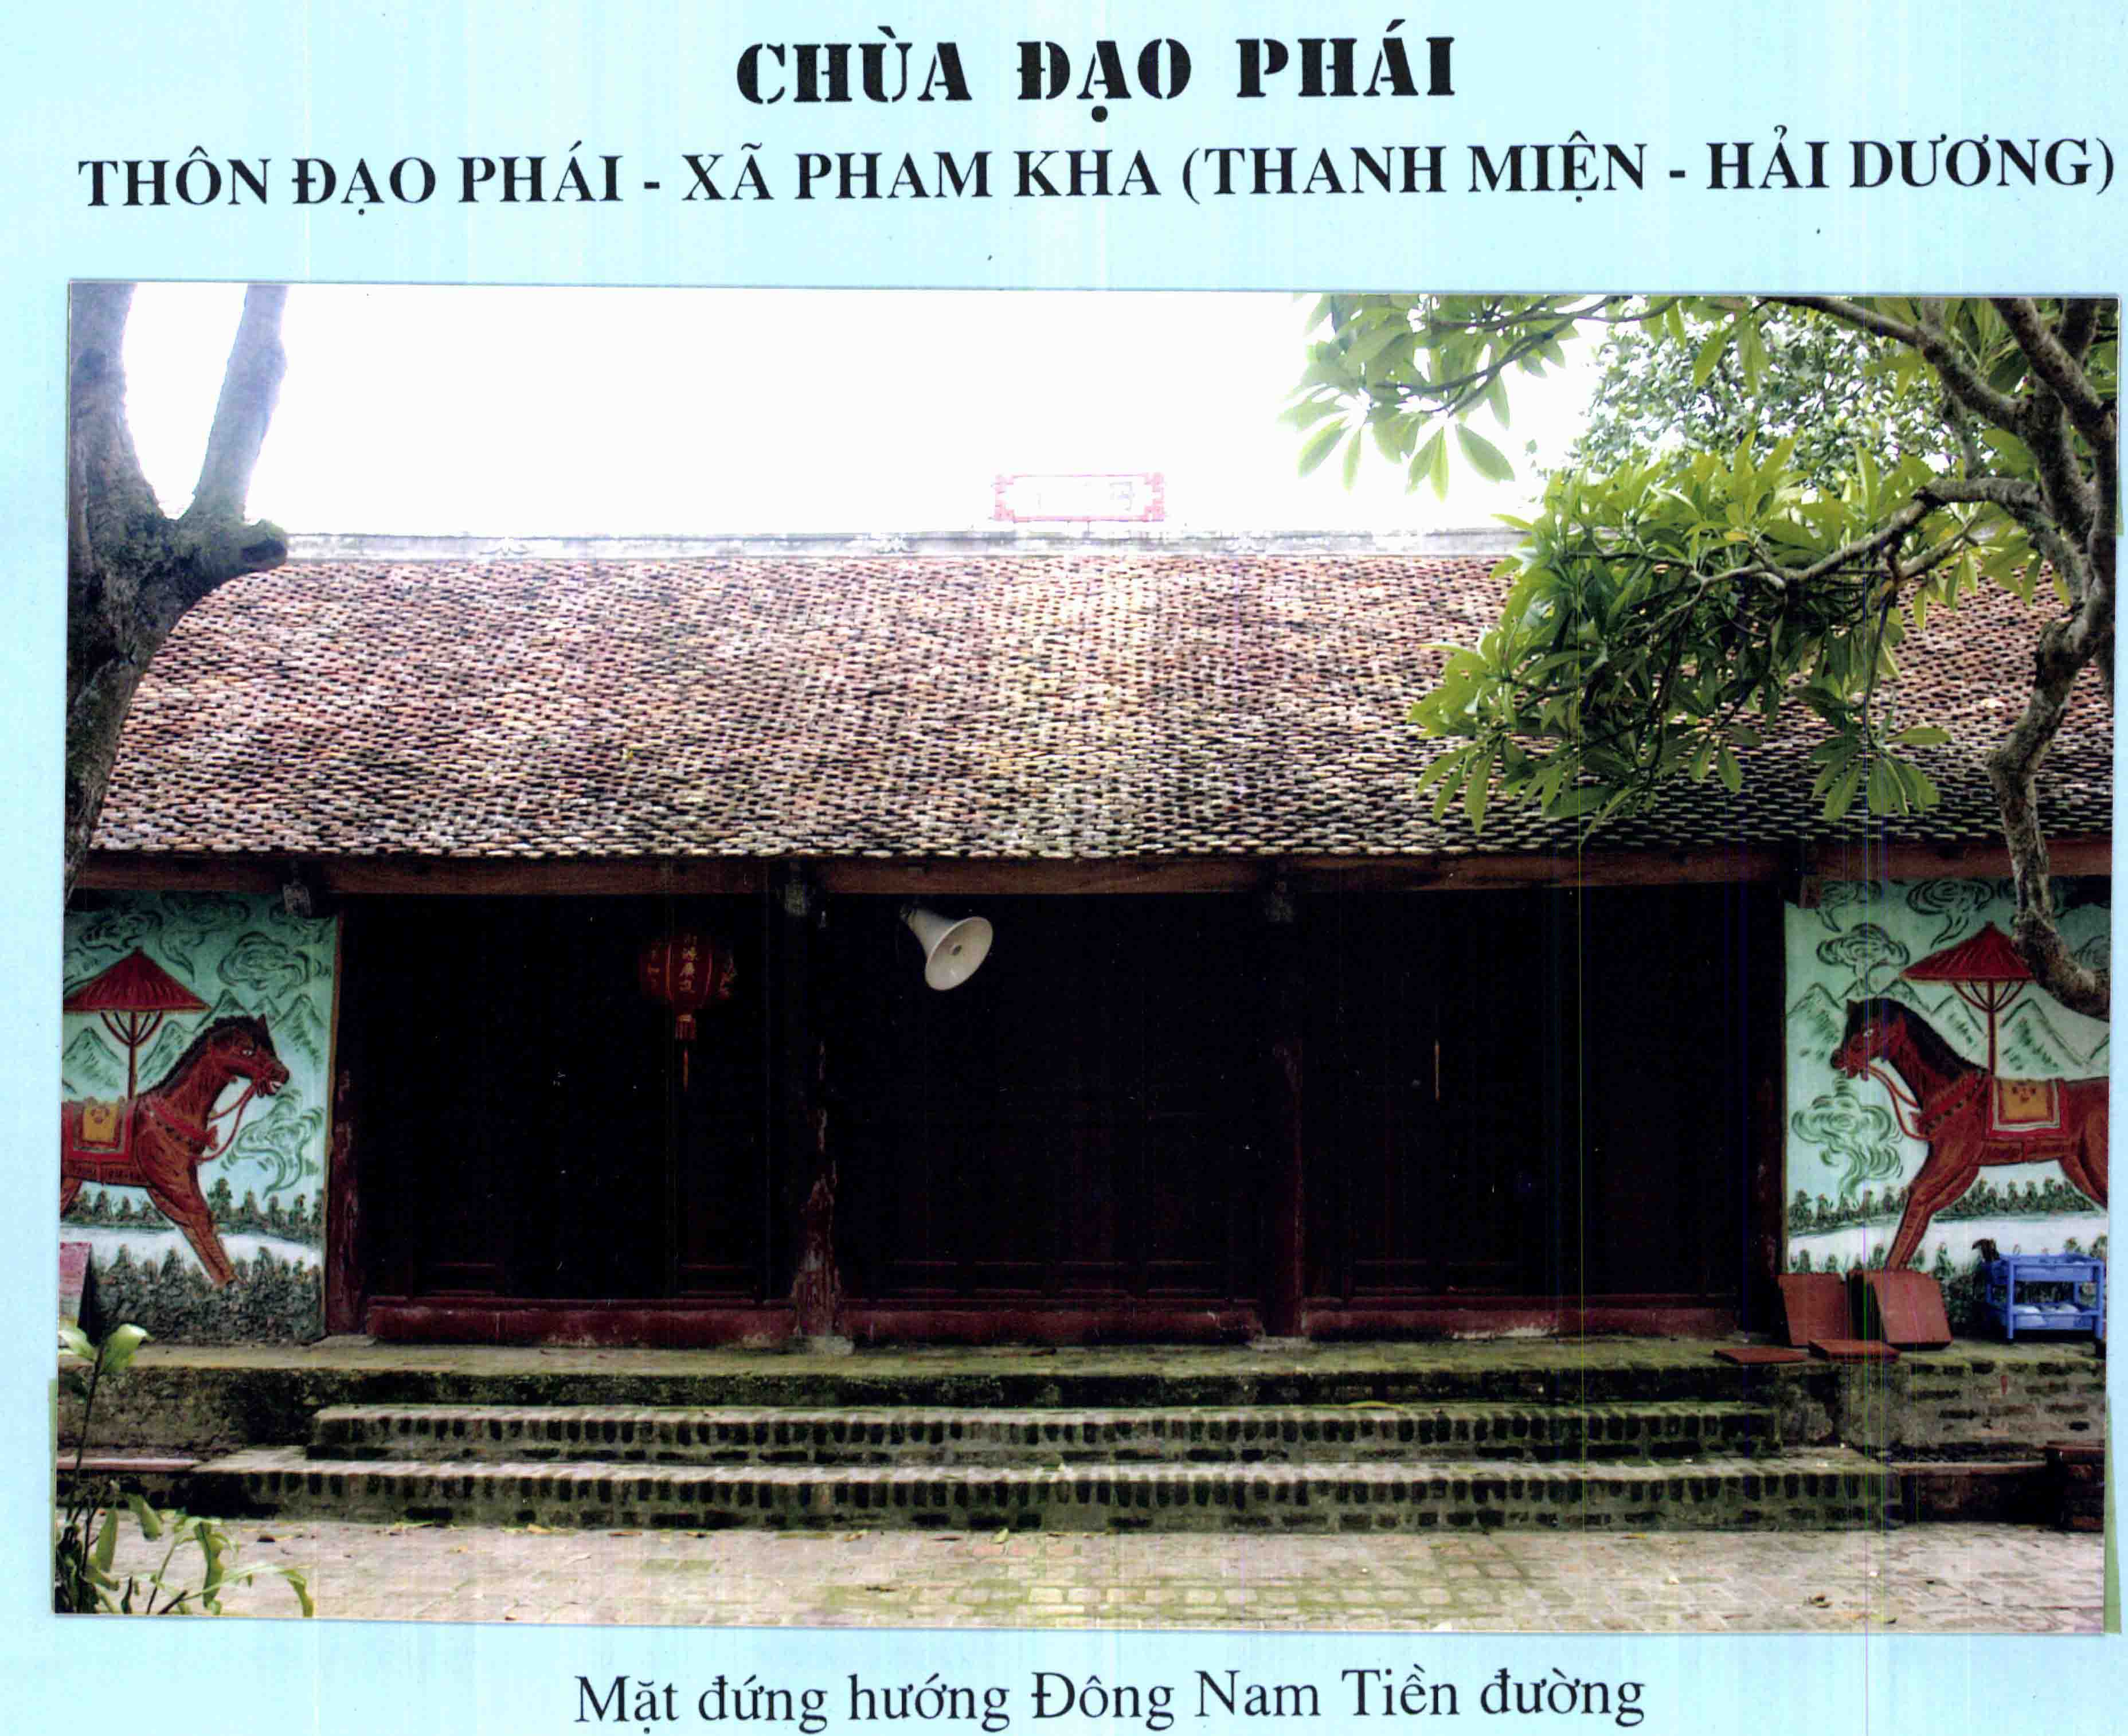 CHÙA ĐẠO PHÁI
THÔN ĐẠO PHÁI - XÃ PHAM KHA (THANH MIỆN - HẢI DƯƠNG)
Mặt đứng hướng Đông Nam Tiền đường